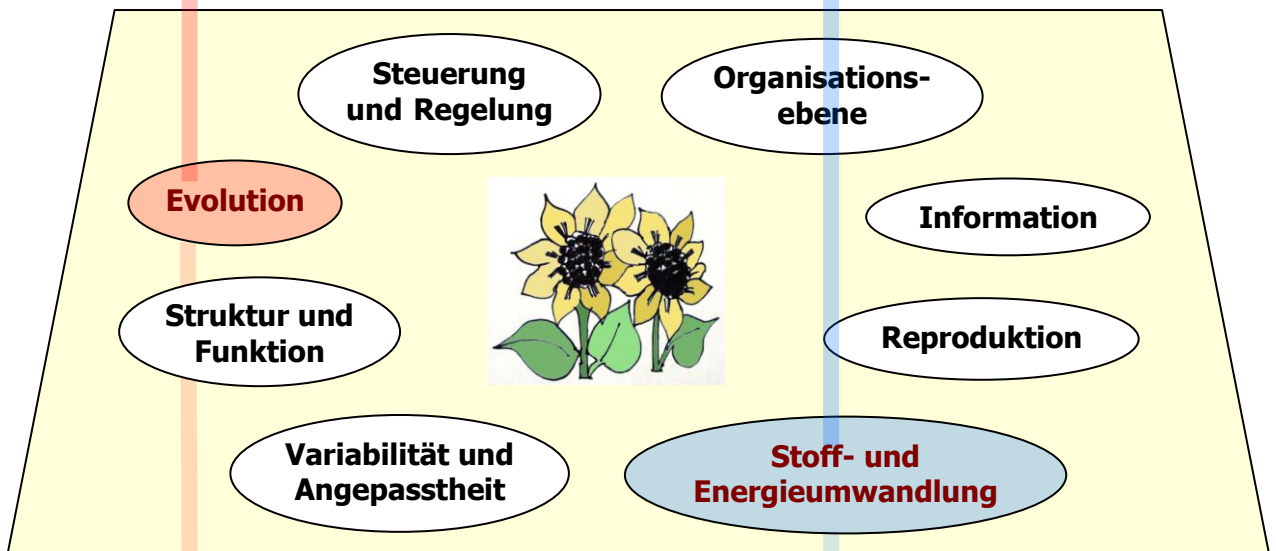 Steuerung
und Regelung
Organisations-
ebene
Evolution
Information
Struktur und
Funktion
Reproduktion
Variabilität und
Angepasstheit
Stoff- und
Energieumwandlung